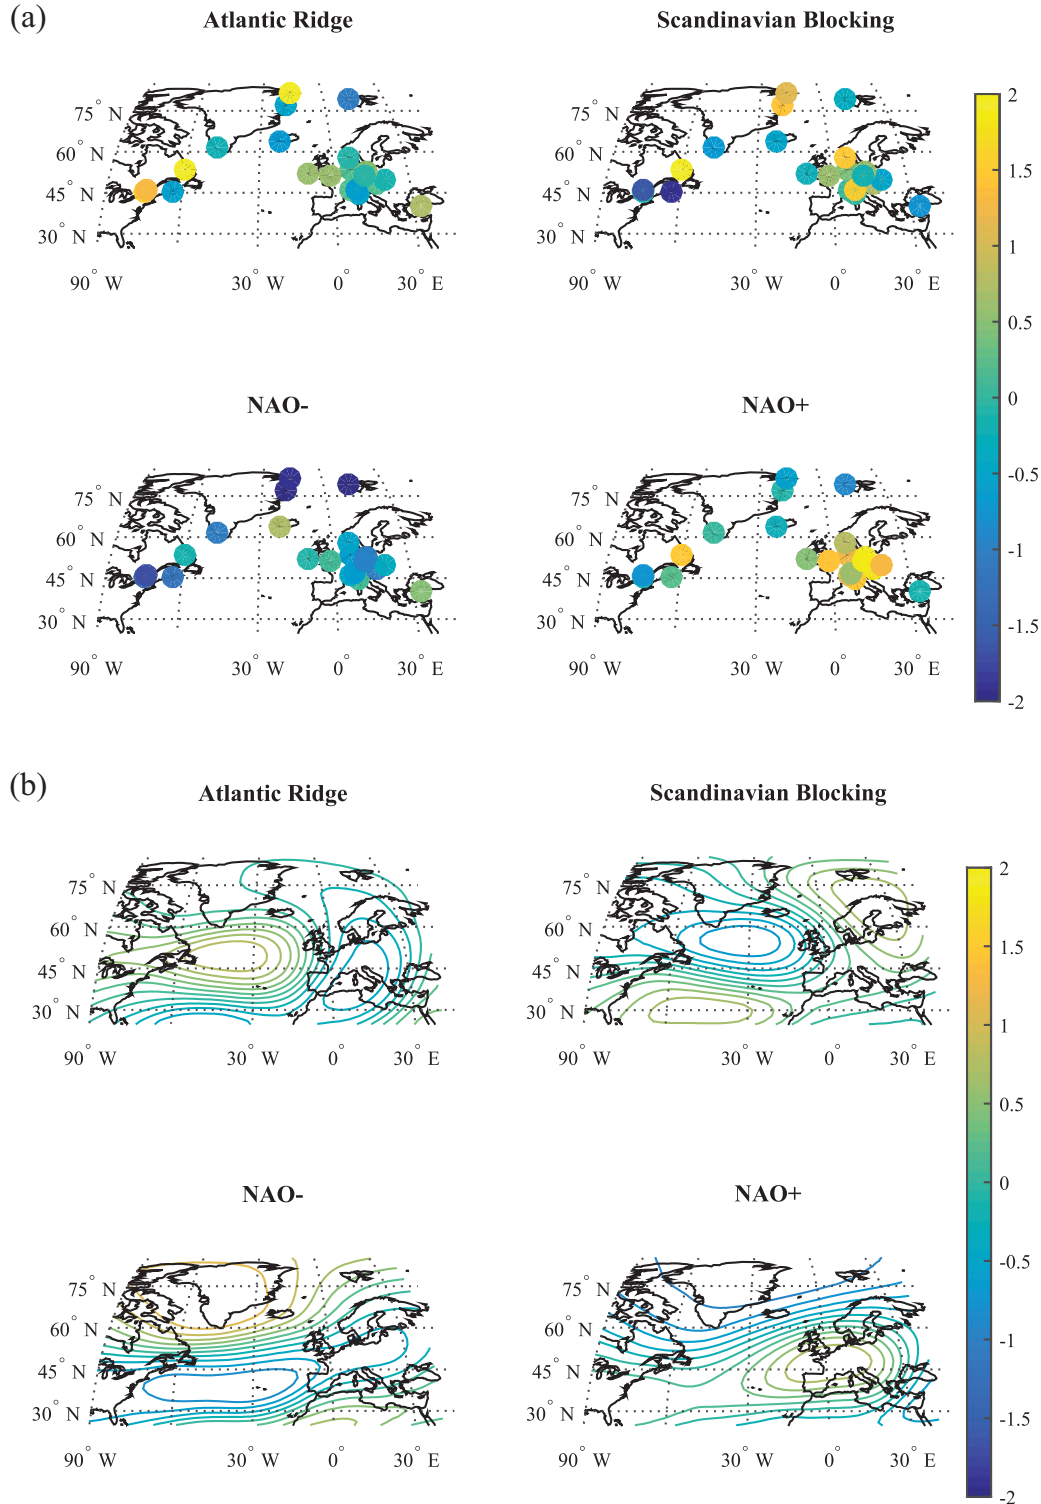 (a)
Atlantic Ridge
Scandinavian Blocking
75° N
60° N
45° N
30° N
90° W
30° W
0°
30° E
75° N
60° N
45° N
30° N
90° W
30° W
0°
30° E
2
1.5
1
0.5
0
-0.5
-1
-1.5
-2
NAO-
NAO+
75° N
60° N
45° N
30° N
90° W
30° W
0°
30° E
75° N
60° N
45° N
30° N
90° W
30° W
0°
30° E
(b)
Atlantic Ridge
Scandinavian Blocking
75° N
60° N
45° N
30° N
90° W
30° W
0°
30° E
75° N
60° N
45° N
30° N
90° W
30° W
0°
30° E
2
1.5
1
0.5
0
-0.5
-1
-1.5
-2
NAO-
NAO+
75° N
60° N
45° N
30° N
90° W
30° W
0°
30° E
75° N
60° N
45° N
30° N
90° W
30° W
0°
30° E